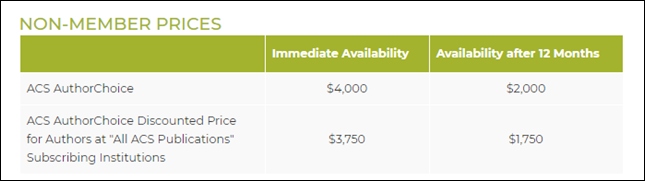 NON-MEMBER PRICES
Immediate Availability Availability after 12 Months
ACS AuthorChoice $4,000 $2,000
ACS AuthorChoice Discounted Price
for Authors at "All ACS Publications" $3,750 $1,750
Subscribing Institutions